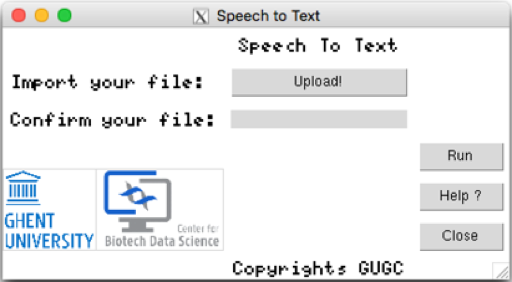 Speech to Text
Speech To Text
Import your file: Upload!
Confirm your file:
Run
Help ?
Close
GHENT
UNIVERSITY
Center for
Biotech Data Science
Copyrights GUGC